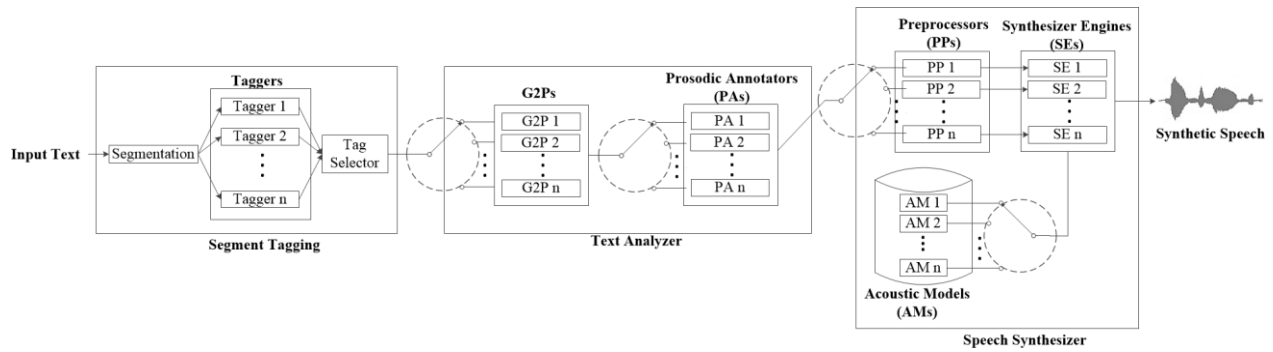 Input Text
Segmentation
Taggers
Tagger 1
Tagger 2
Tagger n
Tag
Selector
Segment Tagging
G2Ps
G2P 1
G2P 2
G2P n
Prosodic Annotators
(PAs)
PA 1
PA 2
PA n
Text Analyzer
Preprocessors
(PPs)
PP 1
PP 2
PP n
Synthesizer Engines
(SEs)
SE 1
SE 2
SE n
AM 1
AM 2
AM n
Acoustic Models
(AMs)
Speech Synthesizer
Synthetic Speech